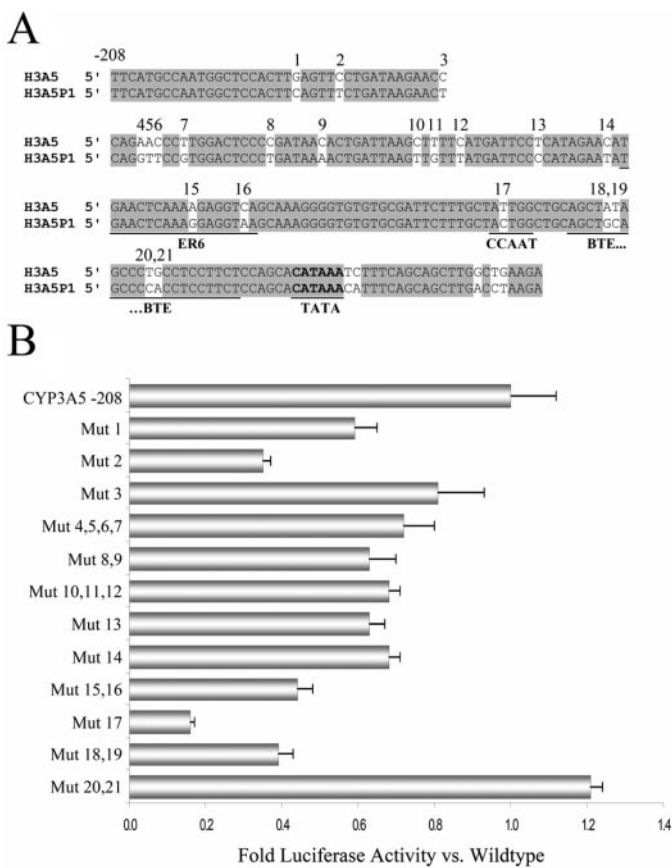 A
-208 1 2 3
H3A5 5' TTCATGCCAATGGCTCCACTTGAGTTCCTGATAAGAACC
H3A5P1 5' TTCATGCCAATGGCTCCACTTCAGTTTCTGATAAGAACT
456 7 8 9 10 11 12 13 14
H3A5 5' CAGAACCCTTGGACTCCCCGATAACACTGATTAAGCTTTTCATGATTCCTCATAGAACAT
H3A5P1 5' CAGGTTCCGTGGACTCCCTGATAAAACTGATTAAGTTGTTTATGATTCCCCATAGAATAT
15 16 17 18,19
H3A5 5' GAACTCAAAAGAGGTCAGCAAAGGGGTGTGTGCGATTCTTTGCTATTGGCTGCAGCTATA
H3A5P1 5' GAACTCAAAGGAGGTAAGCAAAGGGGTGTGTGCGATTCTTTGCTACTGGCTGCAGCTGCA
ER6 CCAAT BTE...
20,21
H3A5 5' GCCCTGCCTCCTTCTCCAGCACATAAATCTTTCAGCAGCTTGGCTGAAGA
H3A5P1 5' GCCCCACCTCCTTCTCCAGCACATAAACATTTCAGCAGCTTGACCTAAGA
...BTE TATA
B
CYP3A5 -208
Mut 1
Mut 2
Mut 3
Mut 4,5,6,7
Mut 8,9
Mut 10,11,12
Mut 13
Mut 14
Mut 15,16
Mut 17
Mut 18,19
Mut 20,21
0.0 0.2 0.4 0.6 0.8 1.0 1.2 1.4
Fold Luciferase Activity vs. Wildtype